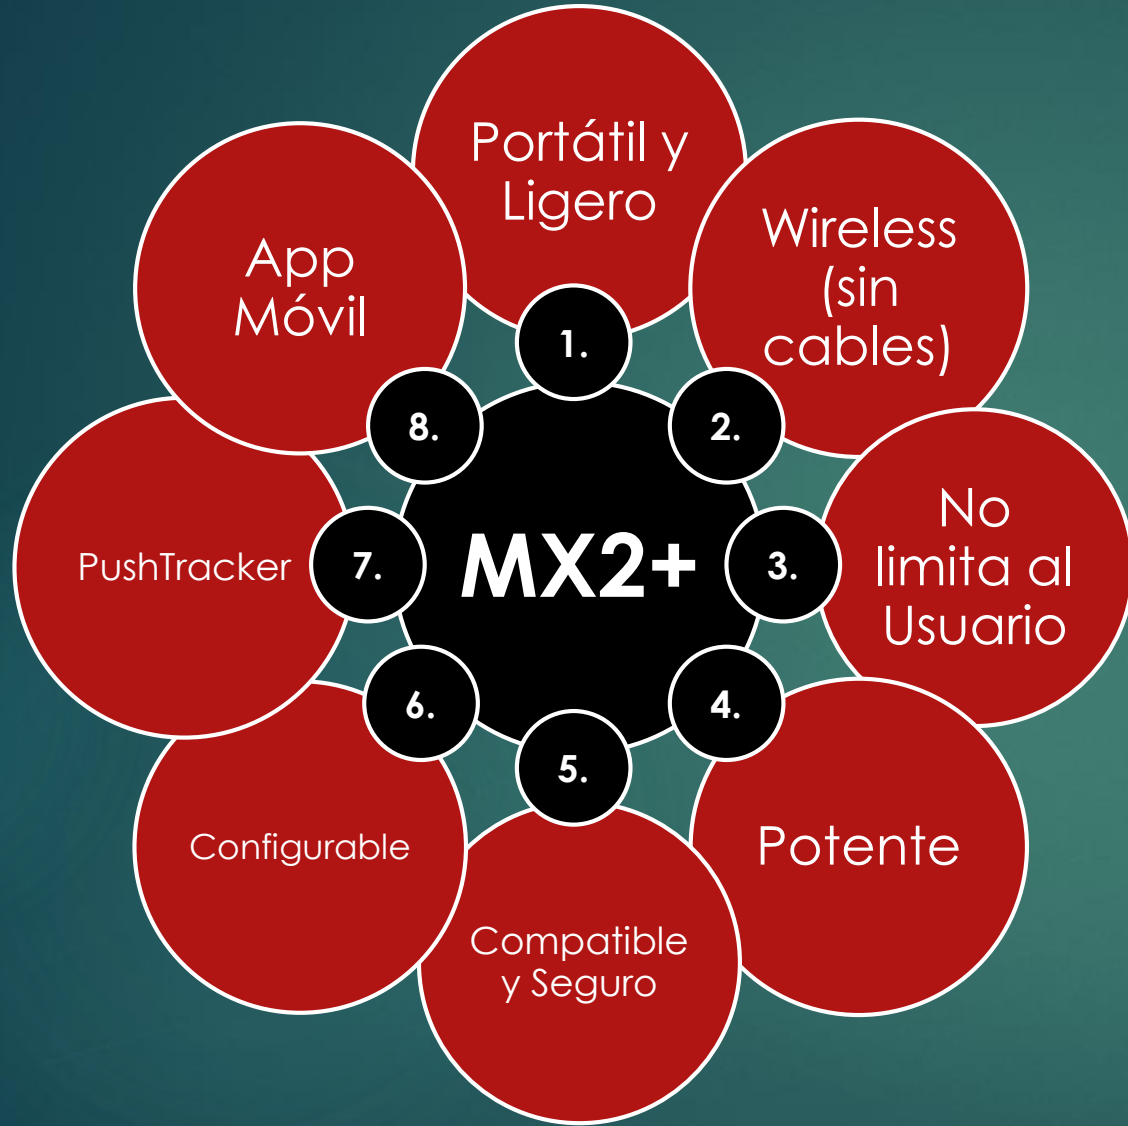 Portátil y
Ligero
1.
Wireless
(sin
cables)
2.
No
limita al
Usuario
3.
Potente
4.
Compatible
y Seguro
5.
Configurable
6.
PushTracker
7.
App
Móvil
8.
MX2+